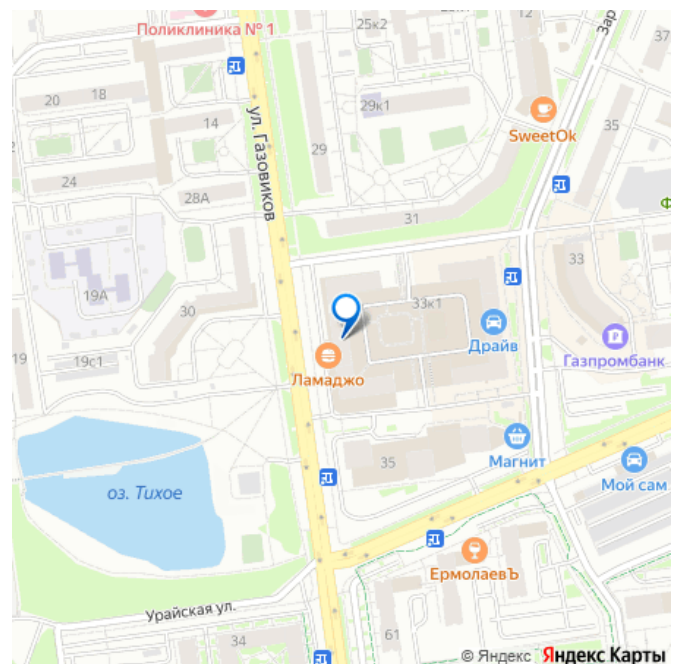 Поликлиника № 1
25к2
Зар
37
20
18
14
29к1
SweetOk
35
ул. Газовиков
29
24
28А
31
Ф
19А
33
30
33к1
Драйв
Газпромбанк
19
19с1
Ламаджо
35
Магнит
Мой сам
оз. Тихое
ЕрмолаевЪ
Урайская ул.
34
61
© Яндекс Яндекс Карты